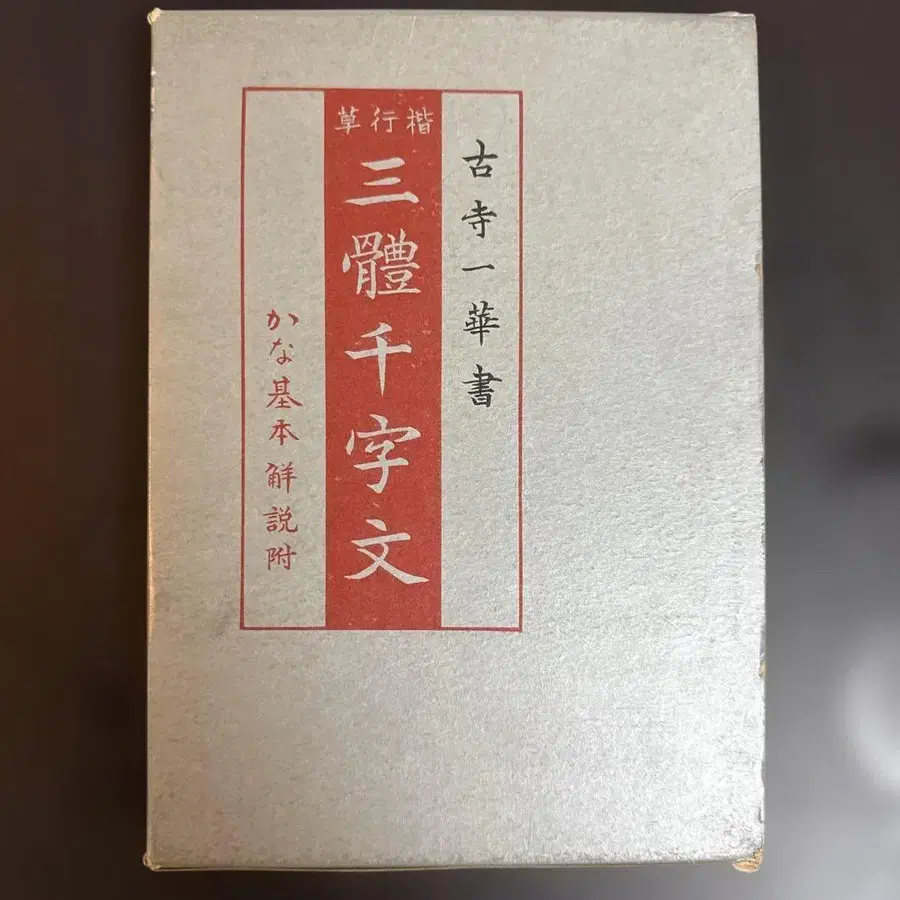 古寺一華書
楷行草
三體千字文
かな基本解説附